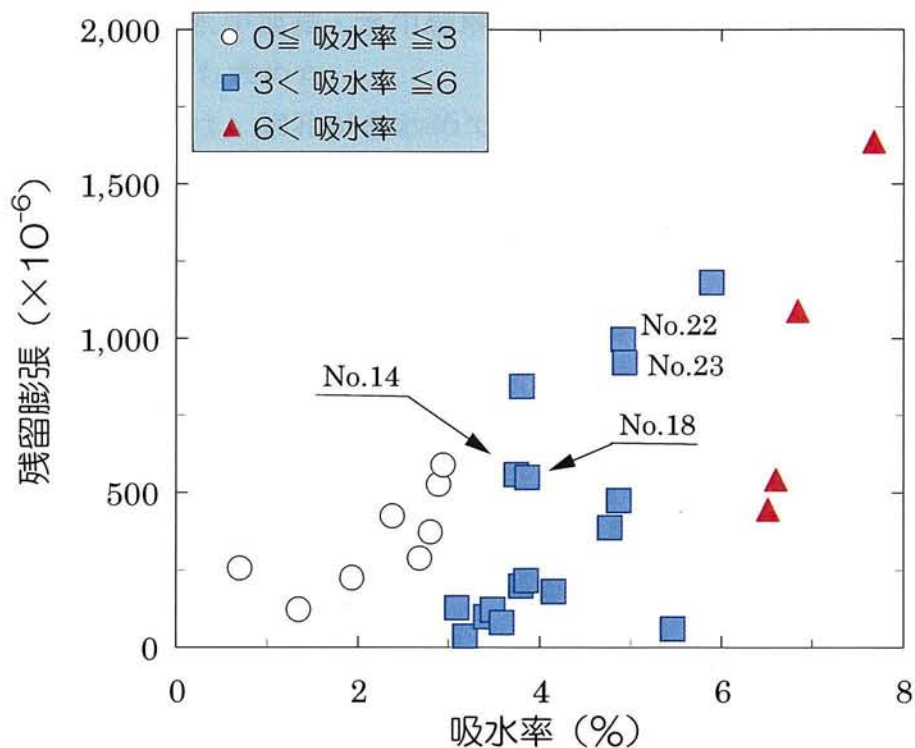 2,000
○ 0≦ 吸水率 ≦3
■ 3< 吸水率 ≦6
▲ 6< 吸水率
1,500
残留膨張（×10⁻⁶）
1,000
No.22
No.23
No.14
No.18
500
0
0 2 4 6 8
吸水率（%）